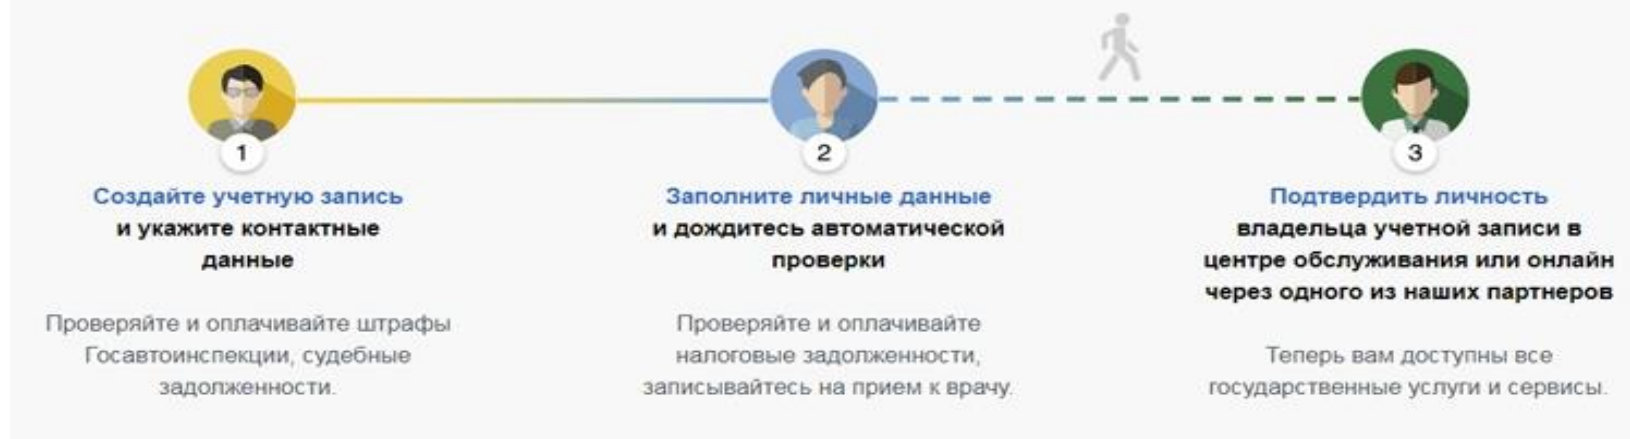 1
Создайте учетную запись
и укажите контактные
данные
Проверяйте и оплачивайте штрафы
Госавтоинспекции, судебные
задолженности.
2
Заполните личные данные
и дождитесь автоматической
проверки
Проверяйте и оплачивайте
налоговые задолженности,
записывайтесь на прием к врачу.
3
Подтвердить личность
владельца учетной записи в
центре обслуживания или онлайн
через одного из наших партнеров
Теперь вам доступны все
государственные услуги и сервисы.